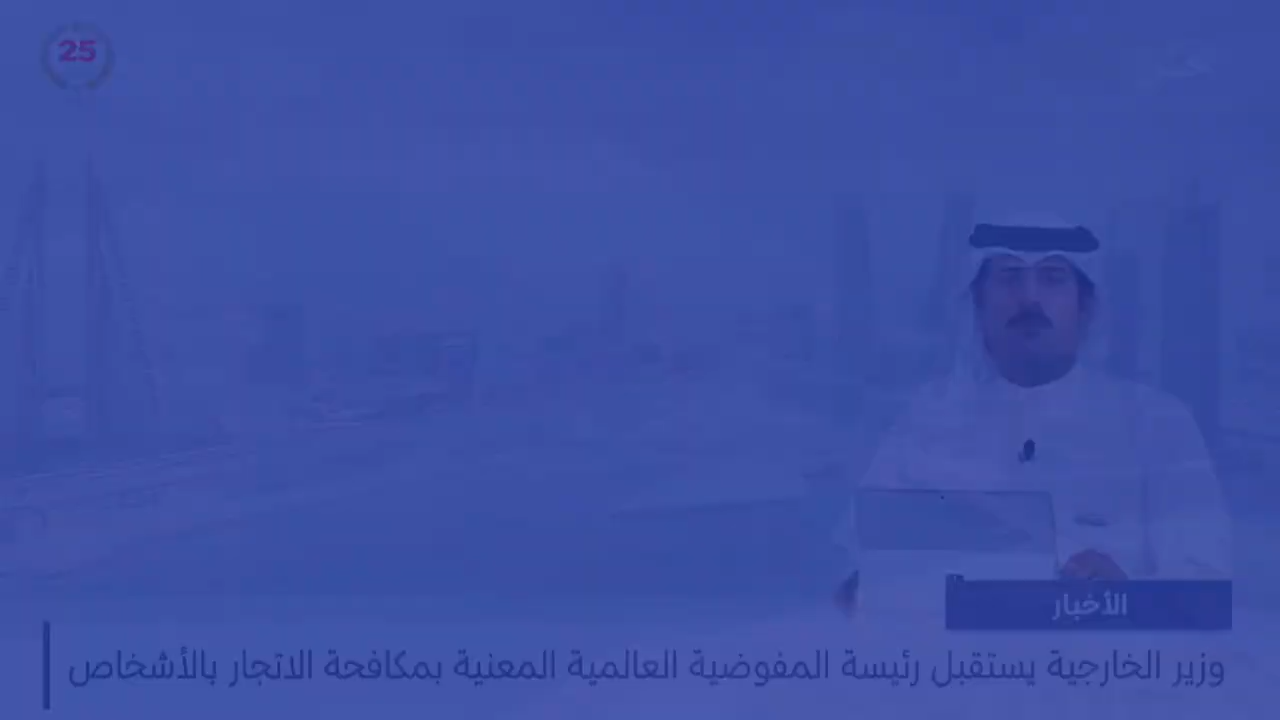 25
الأخبار
وزير الخارجية يستقبل رئيسة المفوضية العالمية المعنية بمكافحة الاتجار بالأشخاص